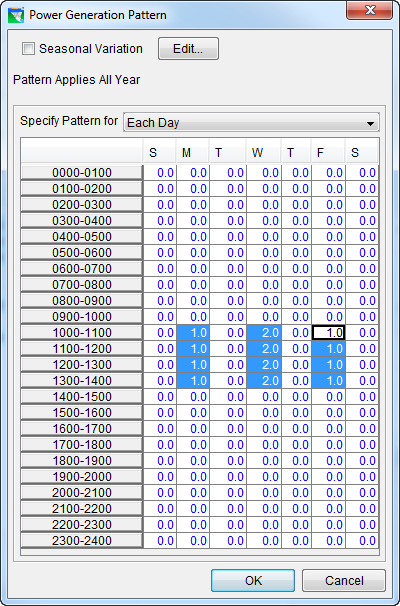 Power Generation Pattern
Seasonal Variation Edit...
Pattern Applies All Year
Specify Pattern for Each Day
S M T W T F S
0000-0100 0.0 0.0 0.0 0.0 0.0 0.0 0.0
0100-0200 0.0 0.0 0.0 0.0 0.0 0.0 0.0
0200-0300 0.0 0.0 0.0 0.0 0.0 0.0 0.0
0300-0400 0.0 0.0 0.0 0.0 0.0 0.0 0.0
0400-0500 0.0 0.0 0.0 0.0 0.0 0.0 0.0
0500-0600 0.0 0.0 0.0 0.0 0.0 0.0 0.0
0600-0700 0.0 0.0 0.0 0.0 0.0 0.0 0.0
0700-0800 0.0 0.0 0.0 0.0 0.0 0.0 0.0
0800-0900 0.0 0.0 0.0 0.0 0.0 0.0 0.0
0900-1000 0.0 0.0 0.0 0.0 0.0 0.0 0.0
1000-1100 0.0 1.0 0.0 2.0 0.0 1.0 0.0
1100-1200 0.0 1.0 0.0 2.0 0.0 1.0 0.0
1200-1300 0.0 1.0 0.0 2.0 0.0 1.0 0.0
1300-1400 0.0 1.0 0.0 2.0 0.0 1.0 0.0
1400-1500 0.0 0.0 0.0 0.0 0.0 0.0 0.0
1500-1600 0.0 0.0 0.0 0.0 0.0 0.0 0.0
1600-1700 0.0 0.0 0.0 0.0 0.0 0.0 0.0
1700-1800 0.0 0.0 0.0 0.0 0.0 0.0 0.0
1800-1900 0.0 0.0 0.0 0.0 0.0 0.0 0.0
1900-2000 0.0 0.0 0.0 0.0 0.0 0.0 0.0
2000-2100 0.0 0.0 0.0 0.0 0.0 0.0 0.0
2100-2200 0.0 0.0 0.0 0.0 0.0 0.0 0.0
2200-2300 0.0 0.0 0.0 0.0 0.0 0.0 0.0
2300-2400 0.0 0.0 0.0 0.0 0.0 0.0 0.0
OK Cancel